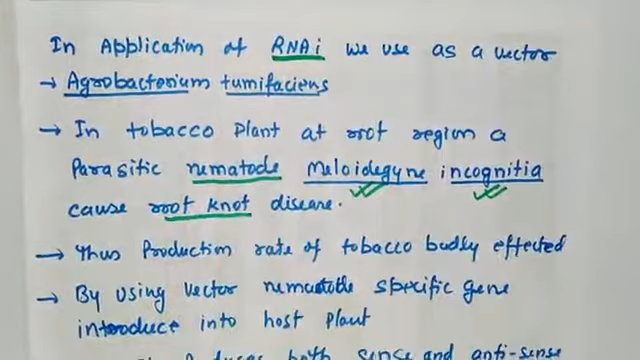 In Application of RNAi we use as a vector
→ Agrobacterium tumifaciens
→ In tobacco plant at root region a
Parasitic nematode Meloidegyne incognitia
cause root knot disease.
→ Thus Production rate of tobacco badly effected
→ By using vector nematode specific gene
introduce into host plant
both sense and anti-sense